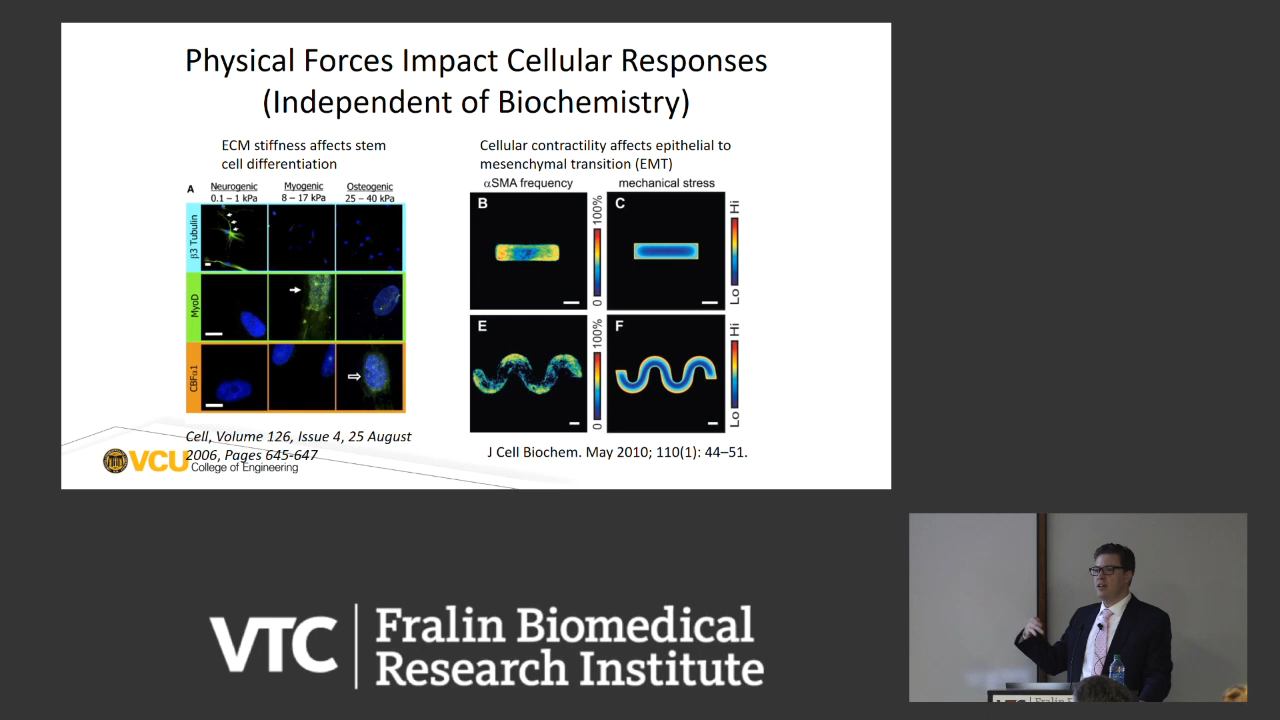 Physical Forces Impact Cellular Responses
(Independent of Biochemistry)
ECM stiffness affects stem
cell differentiation
A
Neurogenic Myogenic Osteogenic
0.1 – 1 kPa 8 – 17 kPa 25 – 40 kPa
β3 Tubulin
MyoD
CBFα1
Cell, Volume 126, Issue 4, 25 August
2006, Pages 645-647
VCU College of Engineering
Cellular contractility affects epithelial to
mesenchymal transition (EMT)
αSMA frequency mechanical stress
B
0 100%
C
Lo Hi
E
0 100%
F
Lo Hi
J Cell Biochem. May 2010; 110(1): 44–51.
VTC
Fralin Biomedical
Research Institute